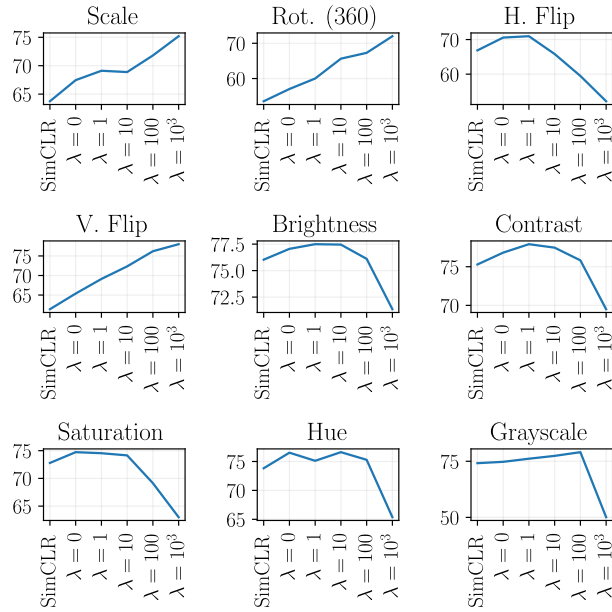 Scale
75
70
65
SimCLR
λ = 0
λ = 1
λ = 10
λ = 100
λ = 10³
Rot. (360)
70
60
SimCLR
λ = 0
λ = 1
λ = 10
λ = 100
λ = 10³
H. Flip
70
60
SimCLR
λ = 0
λ = 1
λ = 10
λ = 100
λ = 10³
V. Flip
75
70
65
SimCLR
λ = 0
λ = 1
λ = 10
λ = 100
λ = 10³
Brightness
77.5
75.0
72.5
SimCLR
λ = 0
λ = 1
λ = 10
λ = 100
λ = 10³
Contrast
75
70
SimCLR
λ = 0
λ = 1
λ = 10
λ = 100
λ = 10³
Saturation
75
70
65
SimCLR
λ = 0
λ = 1
λ = 10
λ = 100
λ = 10³
Hue
75
70
65
SimCLR
λ = 0
λ = 1
λ = 10
λ = 100
λ = 10³
Grayscale
75
50
SimCLR
λ = 0
λ = 1
λ = 10
λ = 100
λ = 10³